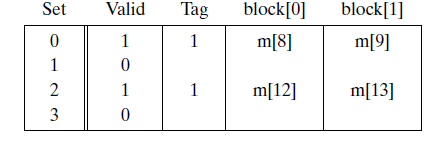 Set Valid Tag block[0] block[1]
0 1 1 m[8] m[9]
1 0
2 1 1 m[12] m[13]
3 0